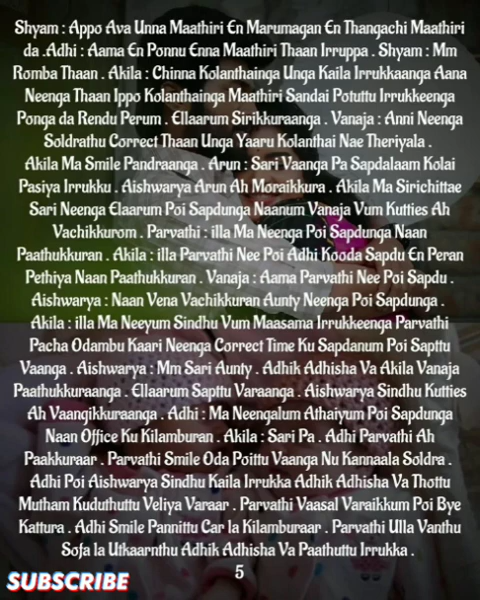 Shyam : Appo Ava Unna Maathiri En Marumagan En Thangachi Maathiri
da .Adhi : Aama En Ponnu Enna Maathiri Thaan Irruppa . Shyam : Mm
Romba Thaan . Akila : Chinna Kolanthainga Unga Kaila Irrukkaanga Aana
Neenga Thaan Ippo Kolanthainga Maathiri Sandai Potuttu Irrukkeenga
Ponga da Rendu Perum . Ellaarum Sirikkuraanga . Vanaja : Anni Neenga
Soldrathu Correct Thaan Unga Yaaru Kolanthai Nae Theriyala .
Akila Ma Smile Pandraanga . Arun : Sari Vaanga Pa Sapdalaam Kolai
Pasiya Irrukku . Aishwarya Arun Ah Moraikkura . Akila Ma Sirichittae
Sari Neenga Elaarum Poi Sapdunga Naanum Vanaja Vum Kutties Ah
Vachikkurom . Parvathi : illa Ma Neenga Poi Sapdunga Naan
Paathukkuran . Akila : illa Parvathi Nee Poi Adhi Kooda Sapdu En Peran
Pethiya Naan Paathukkuran . Vanaja : Aama Parvathi Nee Poi Sapdu .
Aishwarya : Naan Vena Vachikkuran Aunty Neenga Poi Sapdunga .
Akila : illa Ma Neeyum Sindhu Vum Maasama Irrukkeenga Parvathi
Pacha Odambu Kaari Neenga Correct Time Ku Sapdanum Poi Sapttu
Vaanga . Aishwarya : Mm Sari Aunty . Adhik Adhisha Va Akila Vanaja
Paathukkuraanga . Ellaarum Sapttu Varaanga . Aishwarya Sindhu Kutties
Ah Vaangikkuraanga . Adhi : Ma Neengalum Athaiyum Poi Sapdunga
Naan Office Ku Kilamburan . Akila : Sari Pa . Adhi Parvathi Ah
Paakkuraar . Parvathi Smile Oda Poittu Vaanga Nu Kannaala Soldra .
Adhi Poi Aishwarya Sindhu Kaila Irrukka Adhik Adhisha Va Thottu
Mutham Kuduthuttu Veliya Varaar . Parvathi Vaasal Varaikkum Poi Bye
Kattura . Adhi Smile Pannittu Car la Kilamburaar . Parvathi Ulla Vanthu
Sofa la Utkaarnthu Adhik Adhisha Va Paathuttu Irrukka .
5
SUBSCRIBE